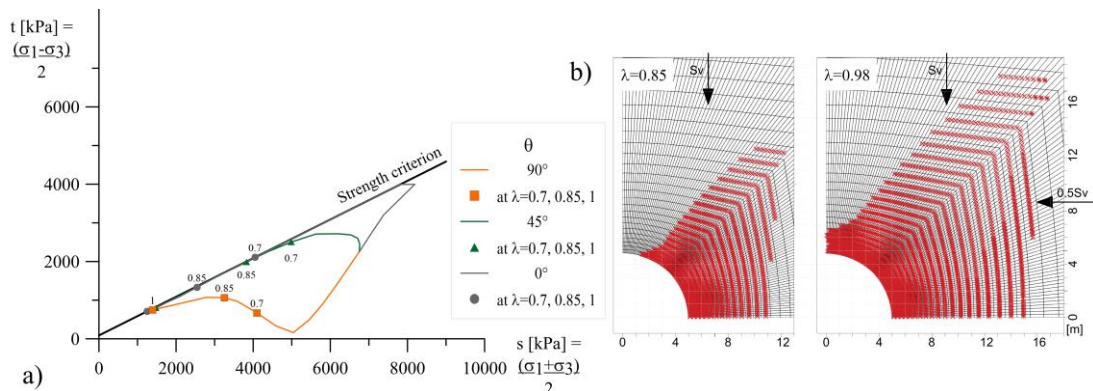 t [kPa] =
(σ1-σ3)
2
6000
4000
2000
0
0 2000 4000 6000 8000 10000
s [kPa] =
(σ1+σ3)
2
Strength criterion
0.7
0.85
1
0.85
0.7
0.85
0.7
θ
90°
at λ=0.7, 0.85, 1
45°
at λ=0.7, 0.85, 1
0°
at λ=0.7, 0.85, 1
a)
b)
λ=0.85
Sv
0 4 8 12
λ=0.98
Sv
0.5Sv
16
12
8
4
0
[m]
0 4 8 12 16